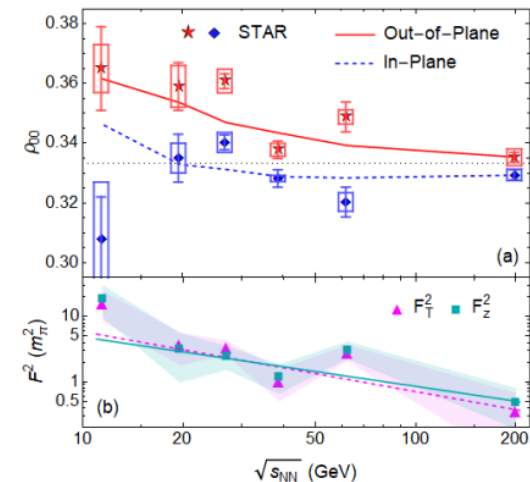 0.38
0.36
0.34
0.32
0.30
ρ₀₀
STAR
Out-of-Plane
In-Plane
(a)
10
5
1
0.5
F² (m²π)
F²T F²z
(b)
10 20 50 100 200
√sNN (GeV)